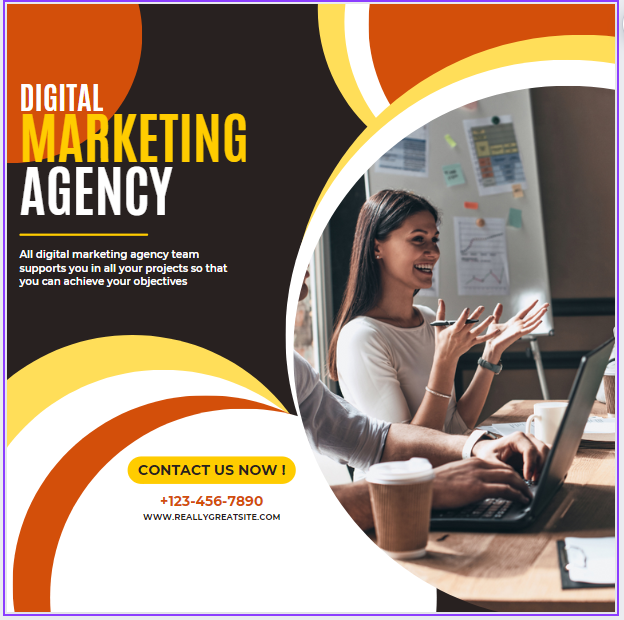 DIGITAL
MARKETING
AGENCY
All digital marketing agency team
supports you in all your projects so that
you can achieve your objectives
CONTACT US NOW !
+123-456-7890
WWW.REALLYGREATSITE.COM